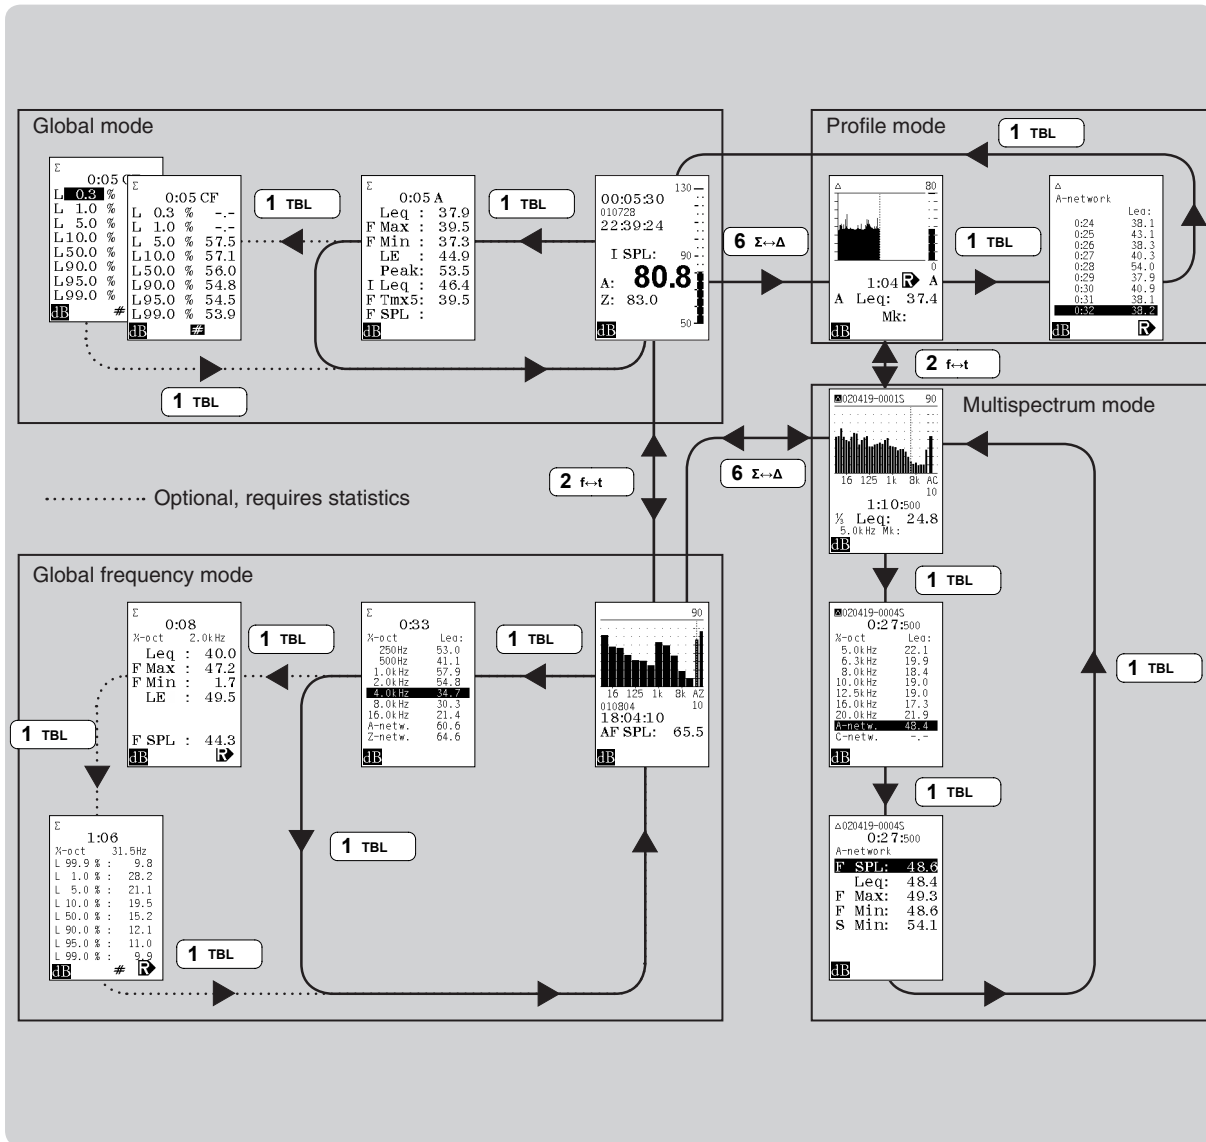 Global mode
Σ
0:05 C
L 0.3 %
L 1.0 %
L 5.0 %
L10.0 %
L50.0 %
L90.0 %
L95.0 %
L99.0 %
dB #
0:05 CF
L 0.3 % -.-
L 1.0 % -.-
L 5.0 % 57.5
L10.0 % 57.1
L50.0 % 56.0
L90.0 % 54.8
L95.0 % 54.5
L99.0 % 53.9
dB #
1 TBL
1 TBL
Σ
0:05 A
Leq : 37.9
F Max : 39.5
F Min : 37.3
LE : 44.9
Peak: 53.5
I Leq : 46.4
F Tmx5: 39.5
F SPL :
dB
1 TBL
130
00:05:30
010728
22:39:24
I SPL: 90
A: 80.8
Z: 83.0
50
dB
6 Σ↔Δ
Profile mode
1 TBL
△ 80
0
1:04 R A
A Leq: 37.4
Mk:
dB
1 TBL
△
A-network
Leq:
0:24 38.1
0:25 43.1
0:26 38.3
0:27 40.3
0:28 54.0
0:29 37.9
0:30 40.9
0:31 38.1
0:32 38.2
dB R
2 f↔t
Multispectrum mode
020419-0001S 90
16 125 1k 8k AC
10
1:10:500
⅓ Leq: 24.8
5.0kHz Mk:
dB
6 Σ↔Δ
2 f↔t
Optional, requires statistics
1 TBL
020419-0004S
0:27:500
⅓-oct Leq:
5.0kHz 22.1
6.3kHz 19.9
8.0kHz 18.4
10.0kHz 19.0
12.5kHz 19.0
16.0kHz 17.3
20.0kHz 21.9
A-netw. 48.4
C-netw. -.-
dB
1 TBL
1 TBL
△020419-0004S
0:27:500
A-network
F SPL: 48.6
Leq: 48.4
F Max: 49.3
F Min: 48.6
S Min: 54.1
dB
Global frequency mode
Σ
0:08
⅟-oct 2.0kHz
Leq : 40.0
F Max : 47.2
F Min : 1.7
LE : 49.5
F SPL : 44.3
dB R
1 TBL
1 TBL
Σ
0:33
⅟-oct Leq:
250Hz 53.0
500Hz 41.1
1.0kHz 57.9
2.0kHz 54.8
4.0kHz 34.7
8.0kHz 30.3
16.0kHz 21.4
A-netw. 60.6
Z-netw. 64.6
dB
1 TBL
90
16 125 1k 8k AZ
010804 10
18:04:10
AF SPL: 65.5
dB
1 TBL
Σ
1:06
⅟-oct 31.5Hz
L 99.9 % : 9.8
L 1.0 % : 28.2
L 5.0 % : 21.1
L 10.0 % : 19.5
L 50.0 % : 15.2
L 90.0 % : 12.1
L 95.0 % : 11.0
L 99.0 % : 9.9
dB # R
1 TBL